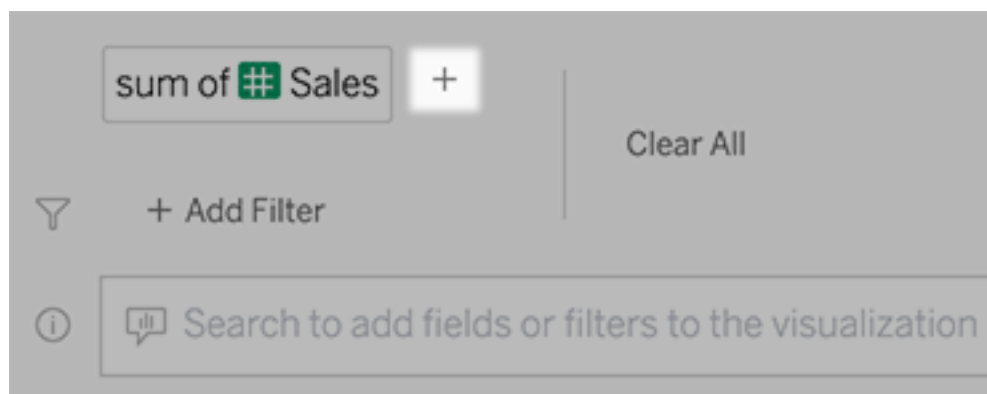 sum of # Sales +
Clear All
+ Add Filter
Search to add fields or filters to the visualization